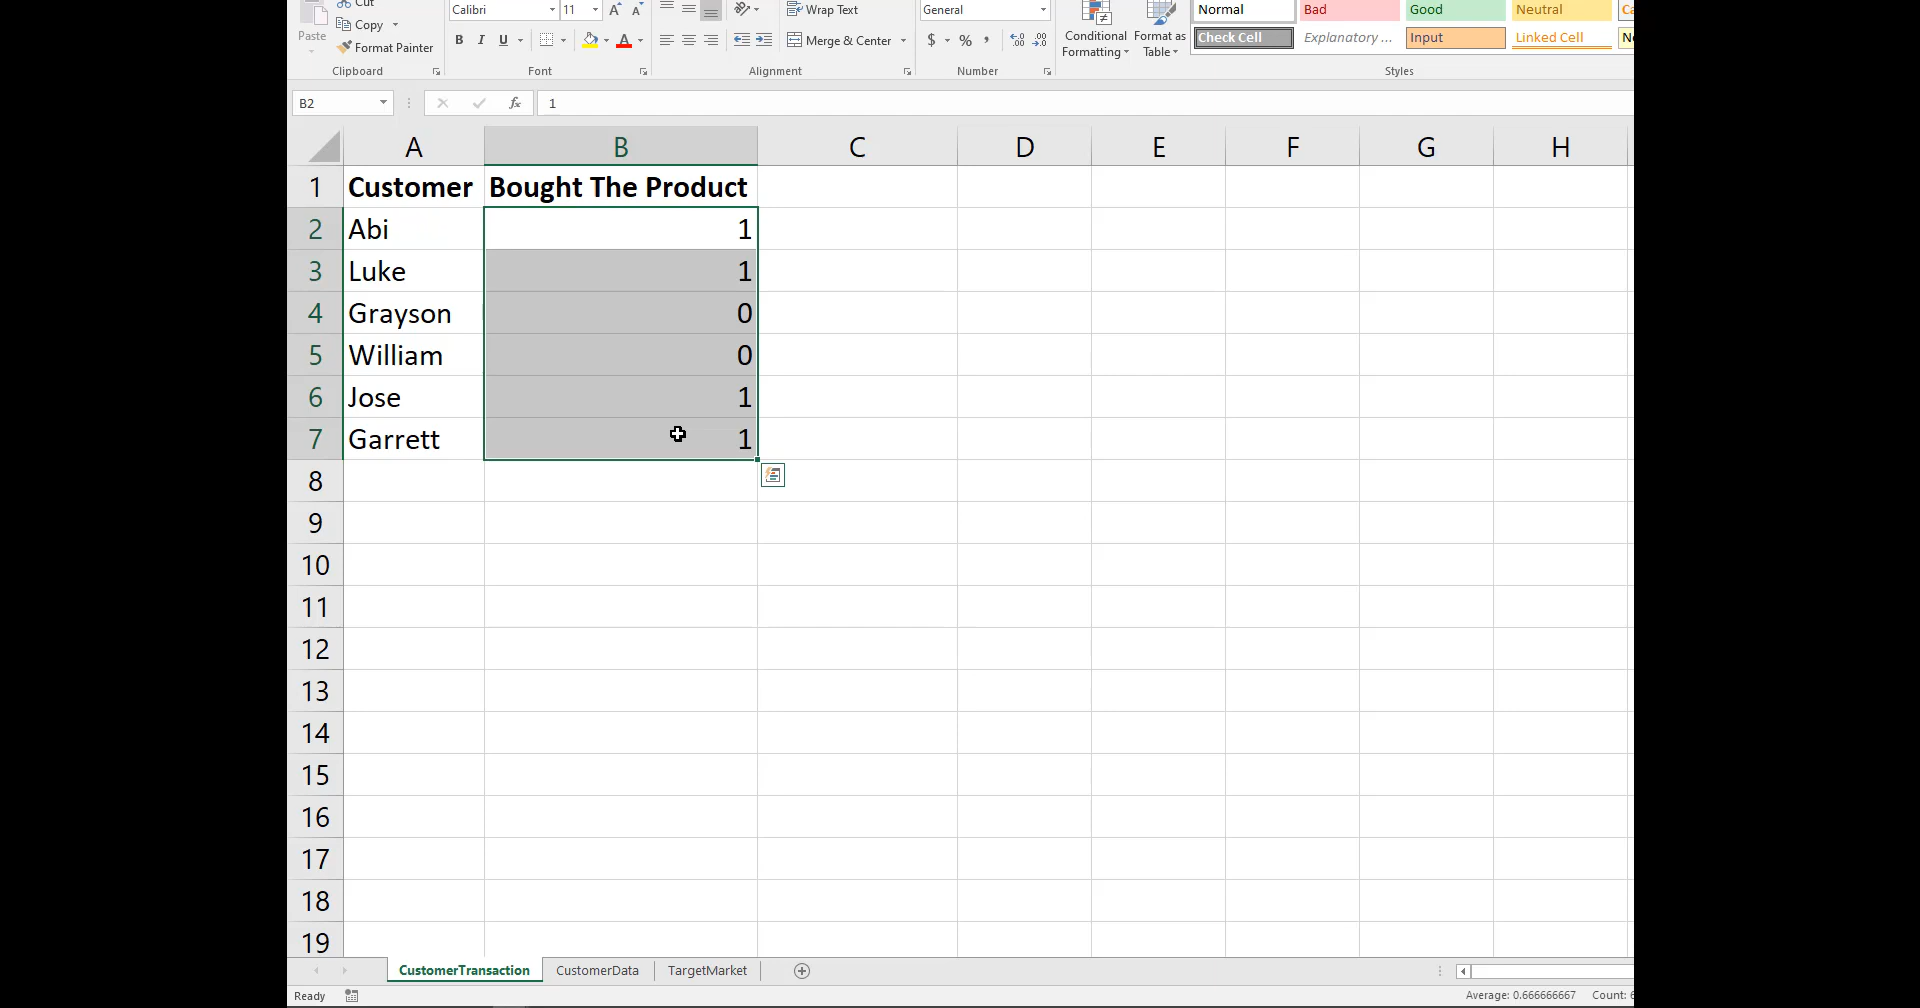 Cut
Paste
Copy
Format Painter
Clipboard
Calibri 11 A A
B I U A
Font
Wrap Text
Merge & Center
Alignment
General
$ % ,
Number
Conditional Formatting
Format as Table
Normal Bad Good Neutral
Check Cell Explanatory ... Input Linked Cell
Styles
B2 fx 1
A B C D E F G H
1 Customer Bought The Product
2 Abi 1
3 Luke 1
4 Grayson 0
5 William 0
6 Jose 1
7 Garrett 1
8
9
10
11
12
13
14
15
16
17
18
19
CustomerTransaction CustomerData TargetMarket
Ready Average: 0.666666667 Count: